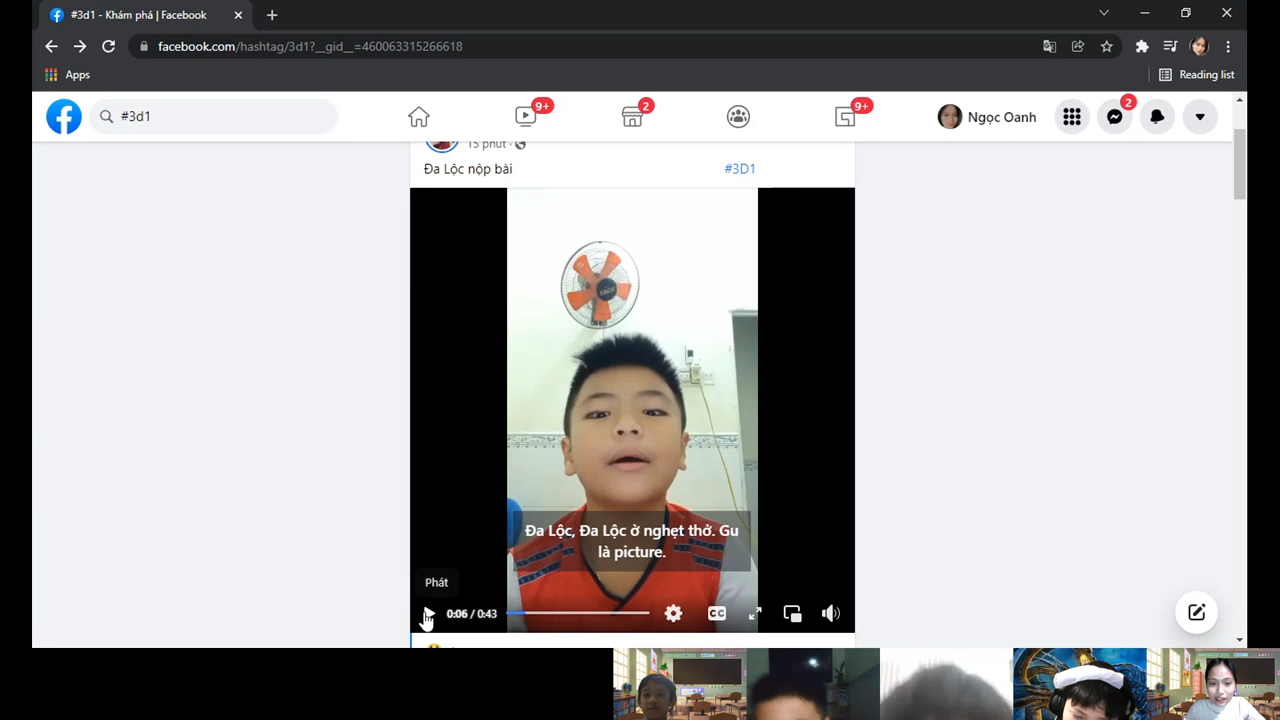 #3d1 - Khám phá | Facebook
facebook.com/hashtag/3d1?__gid__=460063315266618
Apps
Reading list
#3d1
9+
2
9+
Ngọc Oanh
2
15 phút ·
Đa Lộc nộp bài #3D1
FACO
Đa Lộc, Đa Lộc ở nghẹt thở. Gu
là picture.
Phát
0:06 / 0:43
CC